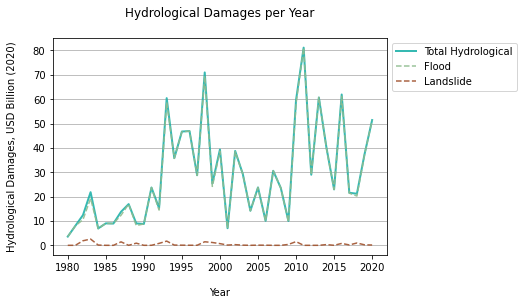 Hydrological Damages per Year
Hydrological Damages, USD Billion (2020)
80
70
60
50
40
30
20
10
0
1980 1985 1990 1995 2000 2005 2010 2015 2020
Year
Total Hydrological
Flood
Landslide